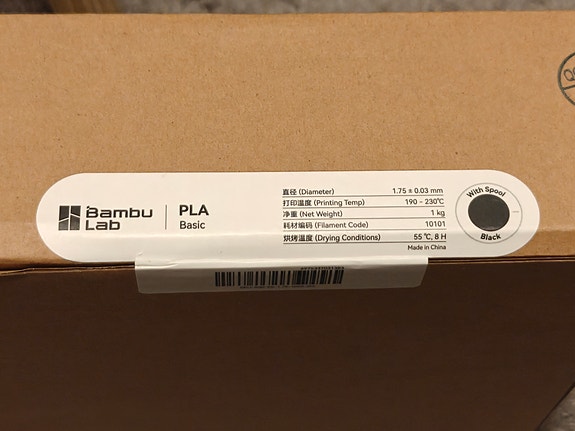 Bambu
Lab
PLA
Basic
直径 (Diameter) 1.75 ± 0.03 mm
打印温度 (Printing Temp) 190 - 230℃
净重 (Net Weight) 1 kg
耗材编码 (Filament Code) 10101
烘烤温度 (Drying Conditions) 55 ℃, 8 H
Made in China
With Spool
Black